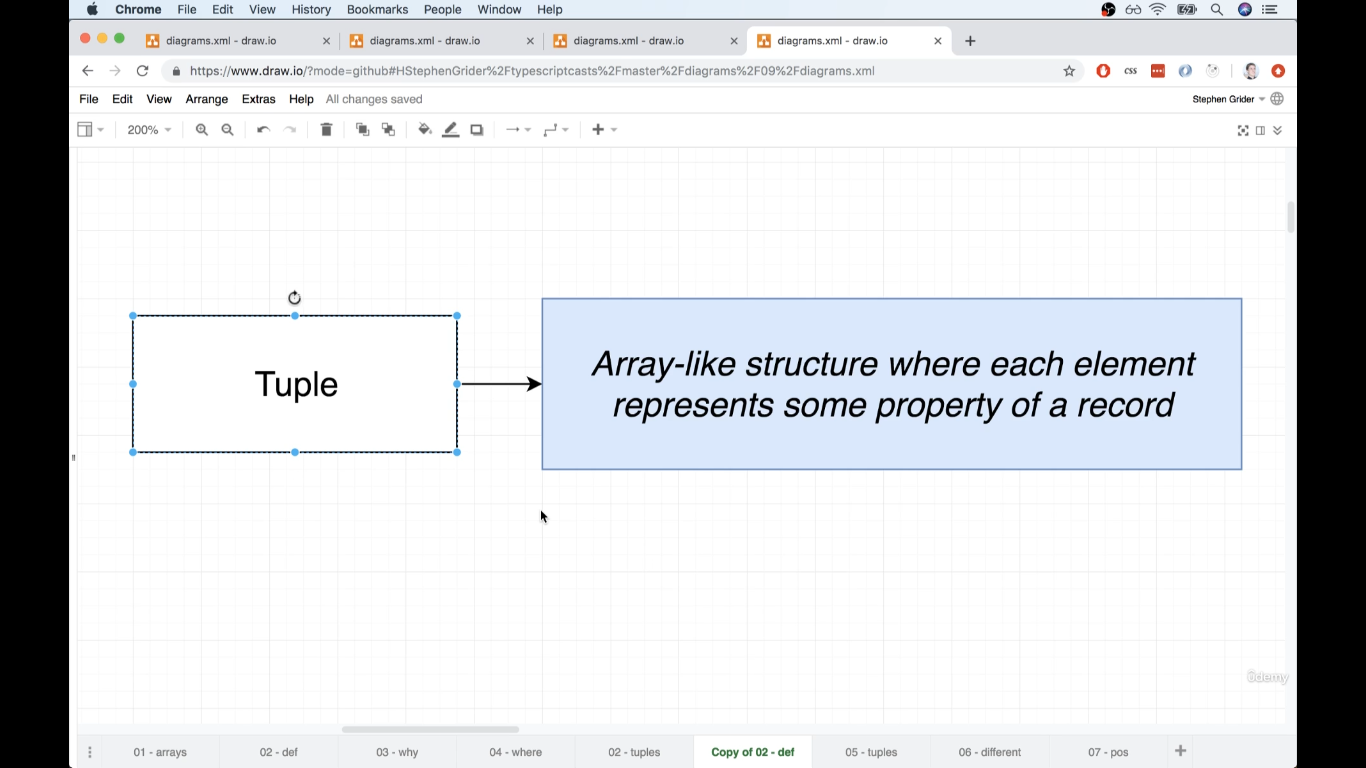 Chrome File Edit View History Bookmarks People Window Help
diagrams.xml - draw.io diagrams.xml - draw.io diagrams.xml - draw.io diagrams.xml - draw.io
https://www.draw.io/?mode=github#HStephenGrider%2Ftypescriptcasts%2Fmaster%2Fdiagrams%2F09%2Fdiagrams.xml css
File Edit View Arrange Extras Help All changes saved Stephen Grider
200%
Tuple
Array-like structure where each element
represents some property of a record
ûdemy
01 - arrays 02 - def 03 - why 04 - where 02 - tuples Copy of 02 - def 05 - tuples 06 - different 07 - pos